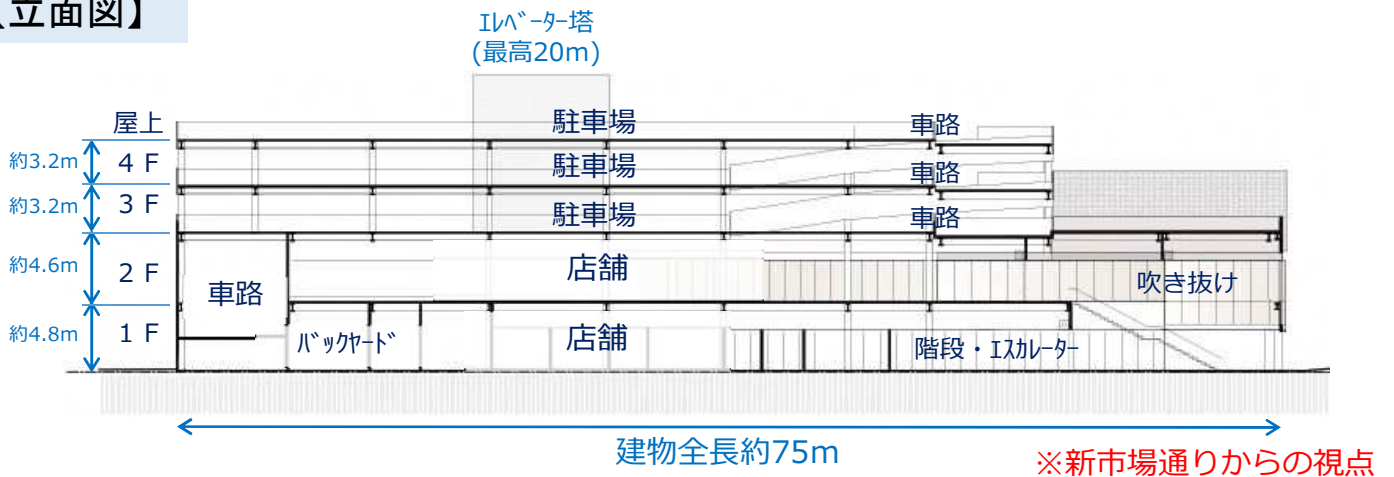 立面図】
ｴﾚﾍﾞｰﾀｰ塔
(最高20m)
屋上 駐車場 車路
約3.2m 4 F 駐車場 車路
約3.2m 3 F 駐車場 車路
約4.6m 2 F 車路 店舗 吹き抜け
約4.8m 1 F ﾊﾞｯｸﾔｰﾄﾞ 店舗 階段・ｴｽｶﾚｰﾀｰ
建物全長約75m
※新市場通りからの視点